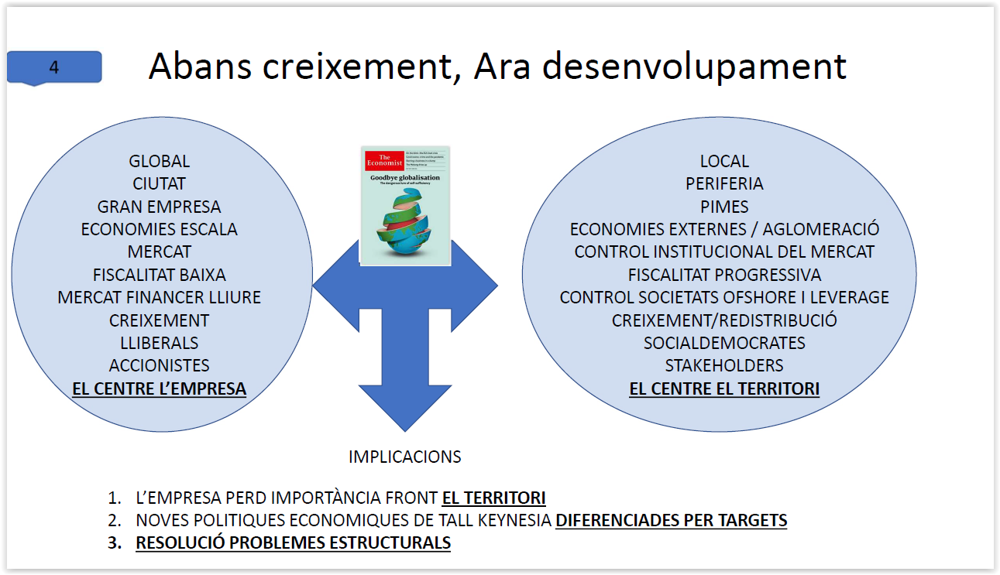 4
Abans creixement, Ara desenvolupament
GLOBAL
CIUTAT
GRAN EMPRESA
ECONOMIES ESCALA
MERCAT
FISCALITAT BAIXA
MERCAT FINANCER LLIURE
CREIXEMENT
LLIBERALS
ACCIONISTES
EL CENTRE L’EMPRESA
The
Economist
Goodbye globalisation
The dangerous lure of self-sufficiency
LOCAL
PERIFERIA
PIMES
ECONOMIES EXTERNES / AGLOMERACIÓ
CONTROL INSTITUCIONAL DEL MERCAT
FISCALITAT PROGRESSIVA
CONTROL SOCIETATS OFSHORE I LEVERAGE
CREIXEMENT/REDISTRIBUCIÓ
SOCIALDEMOCRATES
STAKEHOLDERS
EL CENTRE EL TERRITORI
IMPLICACIONS
1. L’EMPRESA PERD IMPORTÀNCIA FRONT EL TERRITORI
2. NOVES POLITIQUES ECONOMIQUES DE TALL KEYNESIA DIFERENCIADES PER TARGETS
3. RESOLUCIÓ PROBLEMES ESTRUCTURALS